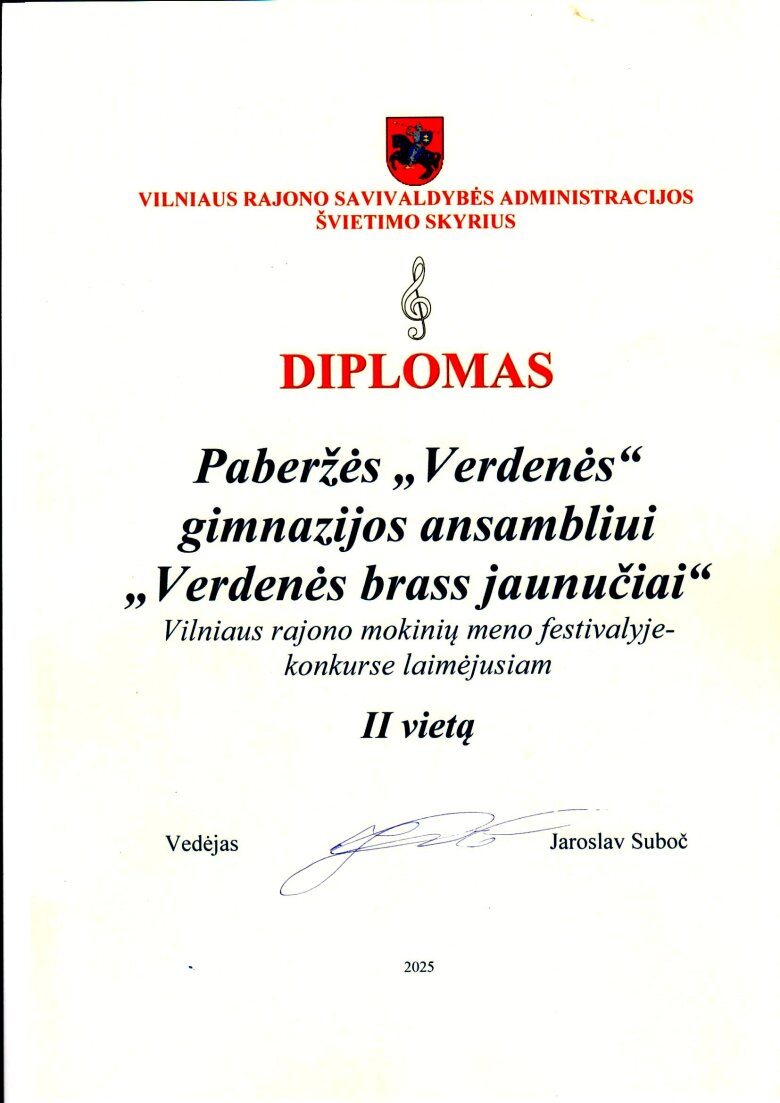 VILNIAUS RAJONO SAVIVALDYBĖS ADMINISTRACIJOS
ŠVIETIMO SKYRIUS
DIPLOMAS
Paberžės „Verdenės“
gimnazijos ansambliui
„Verdenės brass jaunučiai“
Vilniaus rajono mokinių meno festivalyje-
konkurse laimėjusiam
II vietą
Vedėjas Jaroslav Suboč
2025